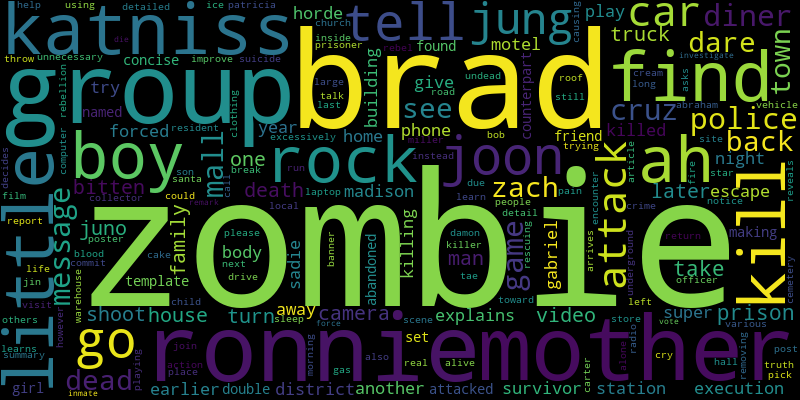 help using detailed ice patricia
katniss tell jung car diner
horde church play
truck dare town
throw unnecessary inside found motel
concise improve suicide prisoner rebel
group brad find
egg little
computer rebellion try large undead roof cream asks
building give see counterpart cruz police
named talk last road still long abraham vehicle
forced resident year phone friend killed back
clothing home bob trying site
boy mall one rock joon ah attack kill
miller excessively instead article star night
decides son break run due pain fire investigate
film bitten santa death laptop madison zach later escape
collector call could learn people crime notice reveals
message juno family remark local detail encounter making
report poster please damon game gabriel
life blood body banner killer man rescuing underground
commit cake next abandoned killing tae arrives return
jin template drive toward take
zombie
visit warehouse sadie left officer cemetery
others however child away camera scene store super prison
shoot house turn explains video
go sleep force radio vote various
learns playing join morning set
summary action gas also real alive cry alone removing hall post
ronnie mother
dead place truth
girl earlier double district another attacked survivor carter station execution pick
inmate die causing